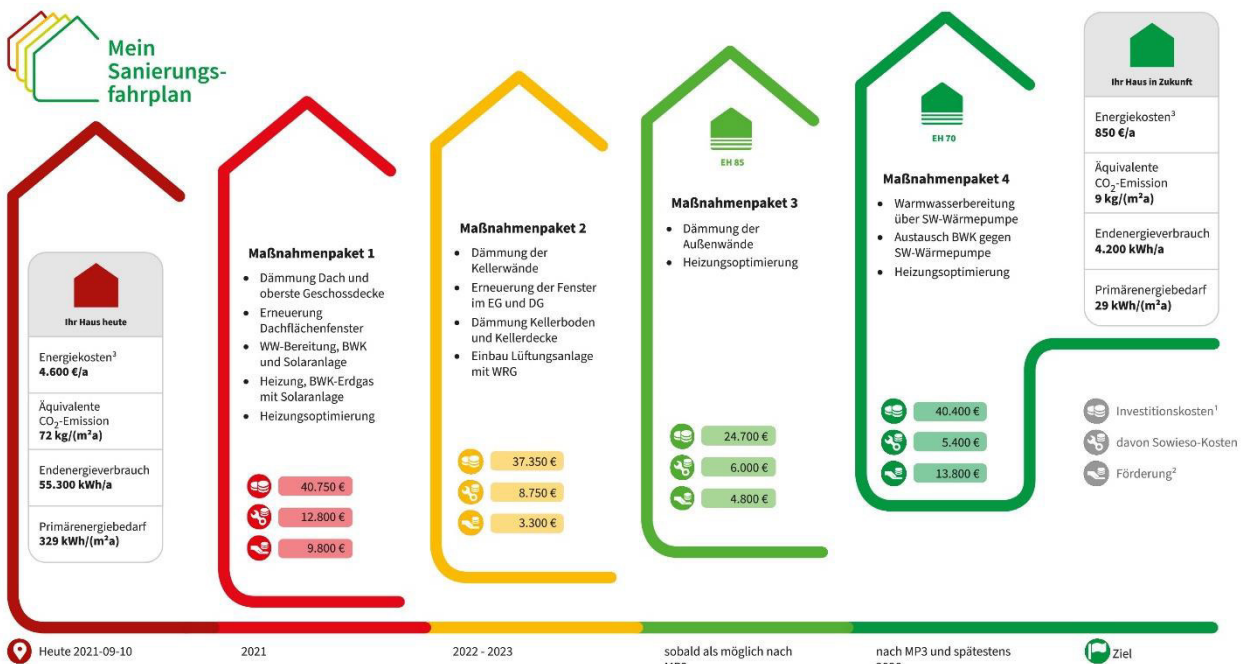 Mein
Sanierungs-
fahrplan
Ihr Haus heute
Energiekosten³
4.600 €/a
Äquivalente
CO₂-Emission
72 kg/(m²a)
Endenergieverbrauch
55.300 kWh/a
Primärenergiebedarf
329 kWh/(m²a)
Maßnahmenpaket 1
• Dämmung Dach und
oberste Geschossdecke
• Erneuerung
Dachflächenfenster
• WW-Bereitung, BWK
und Solaranlage
• Heizung, BWK-Erdgas
mit Solaranlage
• Heizungsoptimierung
40.750 €
12.800 €
9.800 €
Maßnahmenpaket 2
• Dämmung der
Kellerwände
• Erneuerung der Fenster
im EG und DG
• Dämmung Kellerboden
und Kellerdecke
• Einbau Lüftungsanlage
mit WRG
37.350 €
8.750 €
3.300 €
EH 85
Maßnahmenpaket 3
• Dämmung der
Außenwände
• Heizungsoptimierung
24.700 €
6.000 €
4.800 €
EH 70
Maßnahmenpaket 4
• Warmwasserbereitung
über SW-Wärmepumpe
• Austausch BWK gegen
SW-Wärmepumpe
• Heizungsoptimierung
40.400 €
5.400 €
13.800 €
Ihr Haus in Zukunft
Energiekosten³
850 €/a
Äquivalente
CO₂-Emission
9 kg/(m²a)
Endenergieverbrauch
4.200 kWh/a
Primärenergiebedarf
29 kWh/(m²a)
Investitionskosten¹
davon Sowieso-Kosten
Förderung²
Heute 2021-09-10
2021
2022 - 2023
sobald als möglich nach
nach MP3 und spätestens
Ziel